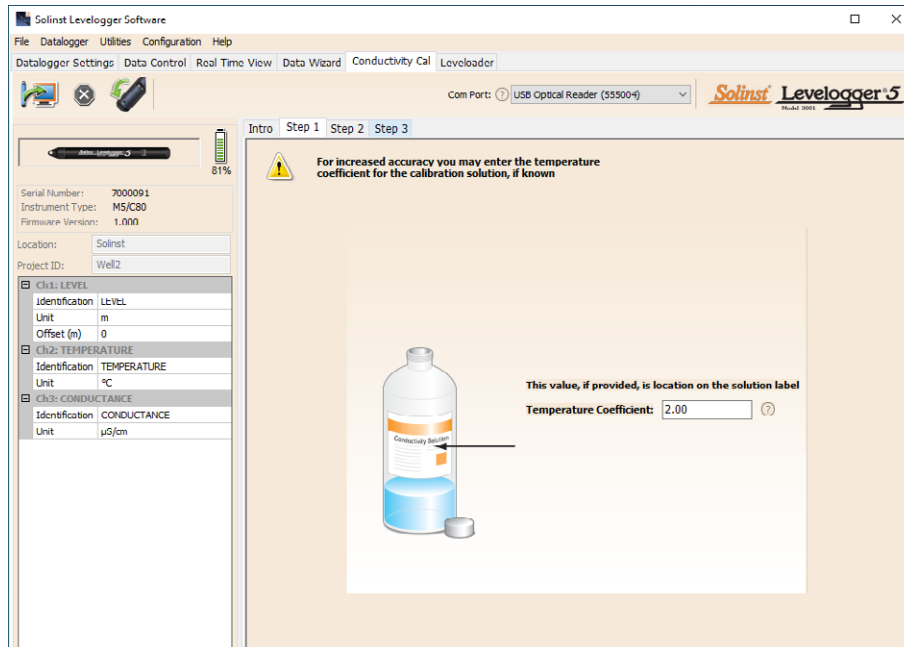 Solinst Levelogger Software
File Datalogger Utilities Configuration Help
Datalogger Settings Data Control Real Time View Data Wizard Conductivity Cal Leveloader
Com Port: ? USB Optical Reader (555004)
Solinst Levelogger 5
Model 3001
Intro Step 1 Step 2 Step 3
81%
For increased accuracy you may enter the temperature
coefficient for the calibration solution, if known
Serial Number: 7000091
Instrument Type: M5/C80
Firmware Version: 1.000
Location: Solinst
Project ID: Well2
Ch1: LEVEL
Identification LEVEL
Unit m
Offset (m) 0
Ch2: TEMPERATURE
Identification TEMPERATURE
Unit °C
Ch3: CONDUCTANCE
Identification CONDUCTANCE
Unit µS/cm
Conductivity Solution
This value, if provided, is location on the solution label
Temperature Coefficient: 2.00 ?